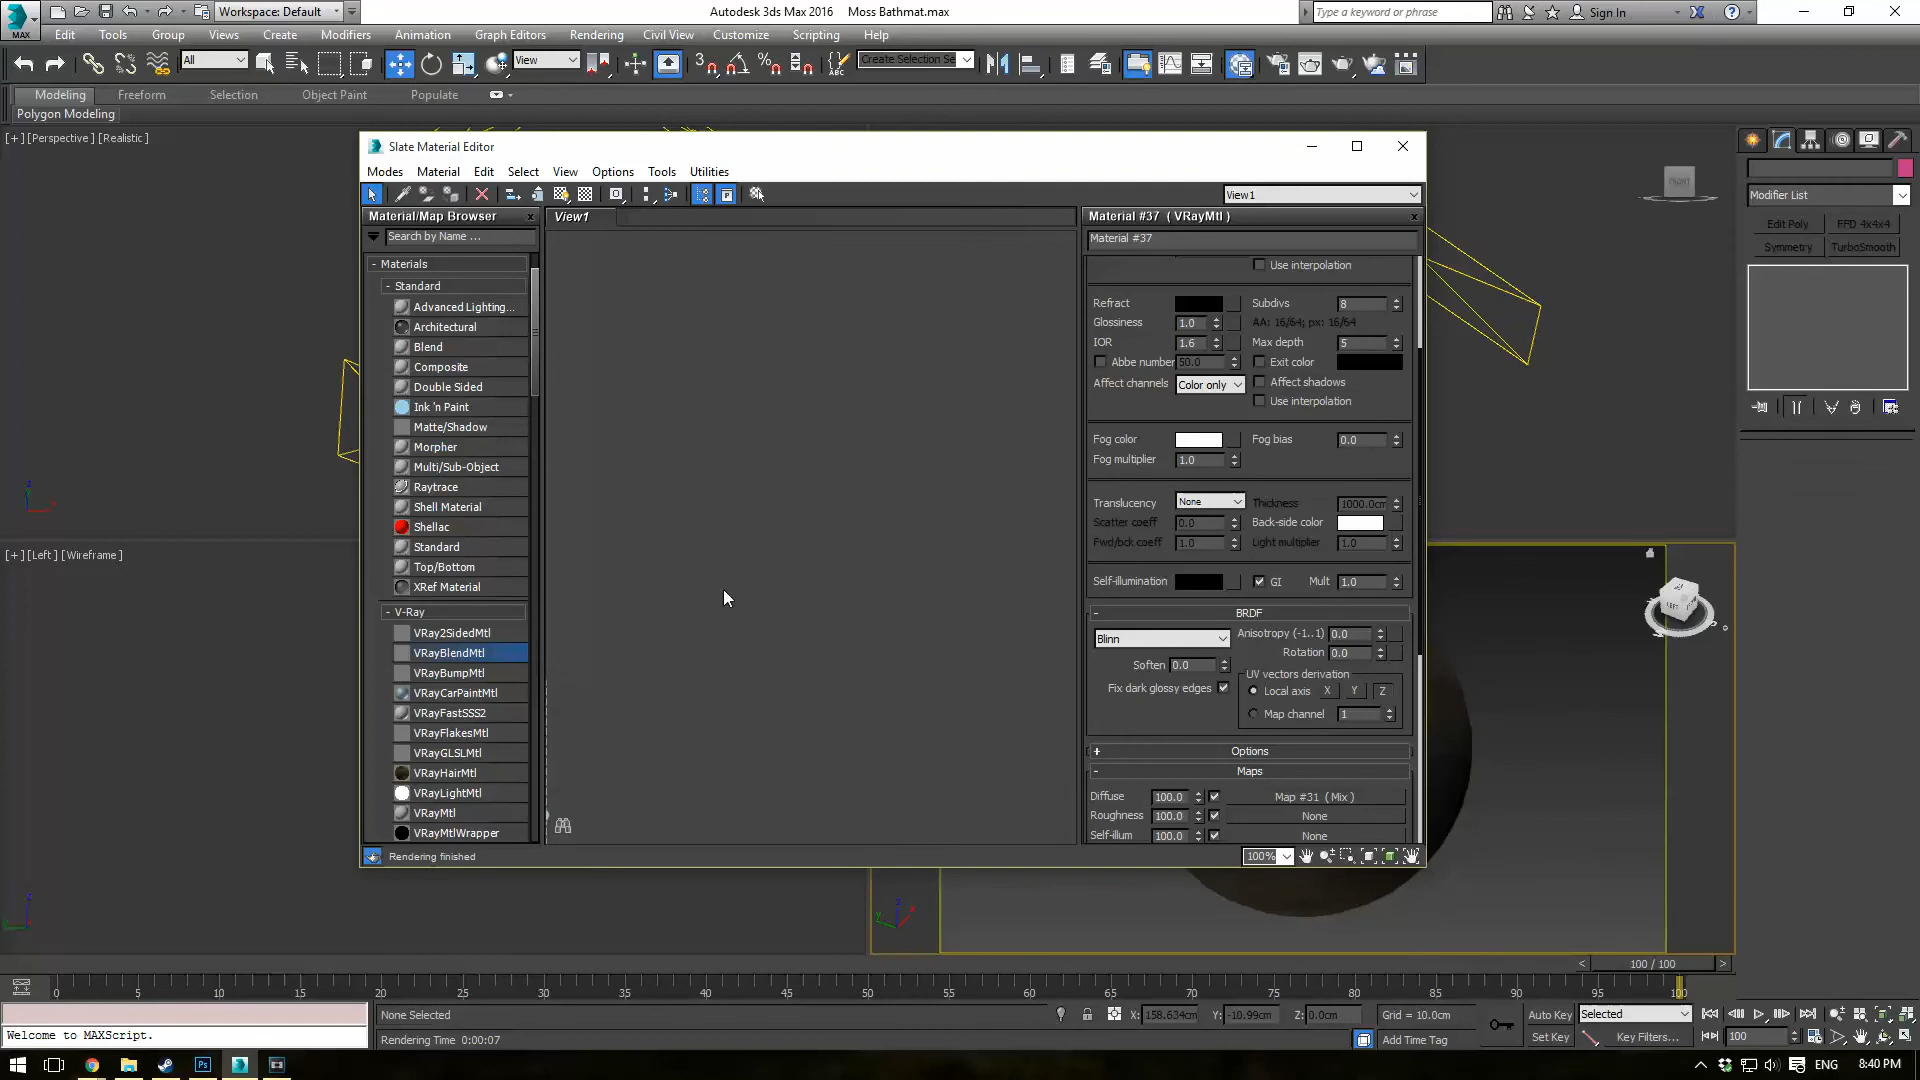 MAX
Workspace: Default
Autodesk 3ds Max 2016
Moss Bathmat.max
Type a keyword or phrase
Sign In
Edit
Tools
Group
Views
Create
Modifiers
Animation
Graph Editors
Rendering
Civil View
Customize
Scripting
Help
All
View
Create Selection Se
Modeling
Freeform
Selection
Object Paint
Populate
Polygon Modeling
[+] [Perspective] [Realistic]
Slate Material Editor
Modes
Material
Edit
Select
View
Options
Tools
Utilities
View1
Material/Map Browser
View1
Material #37 ( VRayMtl )
Search by Name ...
Material #37
- Materials
- Standard
Advanced Lighting...
Architectural
Blend
Composite
Double Sided
Ink 'n Paint
Matte/Shadow
Morpher
Multi/Sub-Object
Raytrace
Shell Material
Shellac
Standard
Top/Bottom
XRef Material
- V-Ray
VRay2SidedMtl
VRayBlendMtl
VRayBumpMtl
VRayCarPaintMtl
VRayFastSSS2
VRayFlakesMtl
VRayGLSLMtl
VRayHairMtl
VRayLightMtl
VRayMtl
VRayMtlWrapper
Use interpolation
Refract
Subdivs 8
Glossiness 1.0
AA: 16/64; px: 16/64
IOR 1.6
Max depth 5
Abbe number 50.0
Exit color
Affect channels Color only
Affect shadows
Use interpolation
Fog color
Fog bias 0.0
Fog multiplier 1.0
Translucency None
Thickness 1000.0cm
Scatter coeff 0.0
Back-side color
Fwd/bck coeff 1.0
Light multiplier 1.0
Self-illumination
GI Mult 1.0
- BRDF
Blinn
Anisotropy (-1..1) 0.0
Rotation 0.0
Soften 0.0
UV vectors derivation
Fix dark glossy edges
Local axis X Y Z
Map channel 1
+ Options
- Maps
Diffuse 100.0 Map #31 ( Mix )
Roughness 100.0 None
Self-illum 100.0 None
Rendering finished
100%
FRONT
Modifier List
Edit Poly
FFD 4x4x4
Symmetry
TurboSmooth
[+] [Left] [Wireframe]
LEFT
< 100 / 100 >
0 5 10 15 20 25 30 35 40 45 50 55 60 65 70 75 80 85 90 95 100
None Selected
X: 158.634cm Y: -10.99cm Z: 0.0cm
Grid = 10.0cm
Auto Key
Selected
Welcome to MAXScript.
Rendering Time 0:00:07
Add Time Tag
Set Key
Key Filters...
100
ENG
8:40 PM